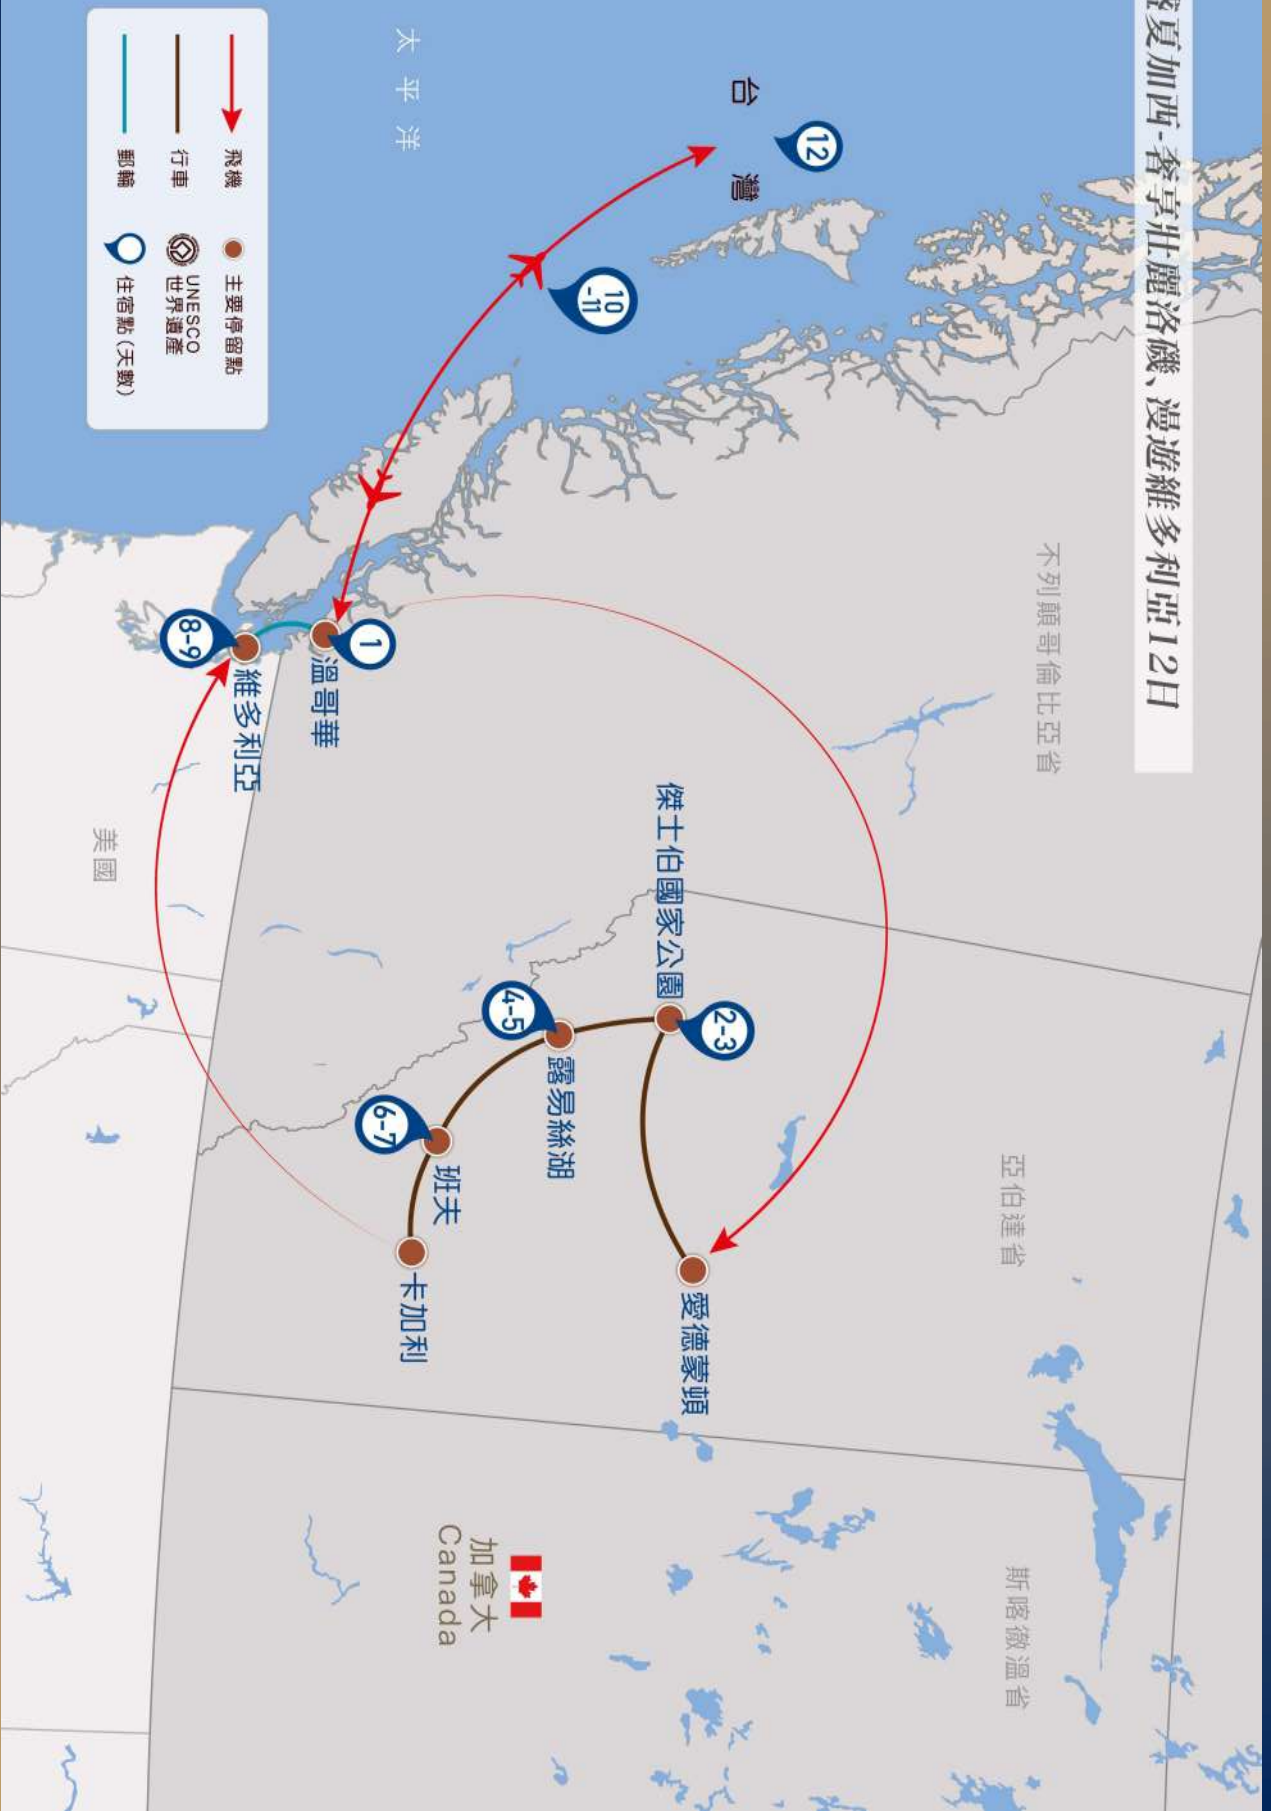 夏加西-奢享壯麗洛磯、漫遊維多利亞12日
台灣
12
10
-11
太平洋
飛機
行車
郵輪
主要停留點
UNESCO
世界遺產
住宿點(天數)
不列顛哥倫比亞省
1
溫哥華
8-9
維多利亞
美國
傑士伯國家公園
2-3
4-5
露易絲湖
6-7
班夫
卡加利
愛德蒙頓
亞伯達省
斯喀徹溫省
加拿大
Canada